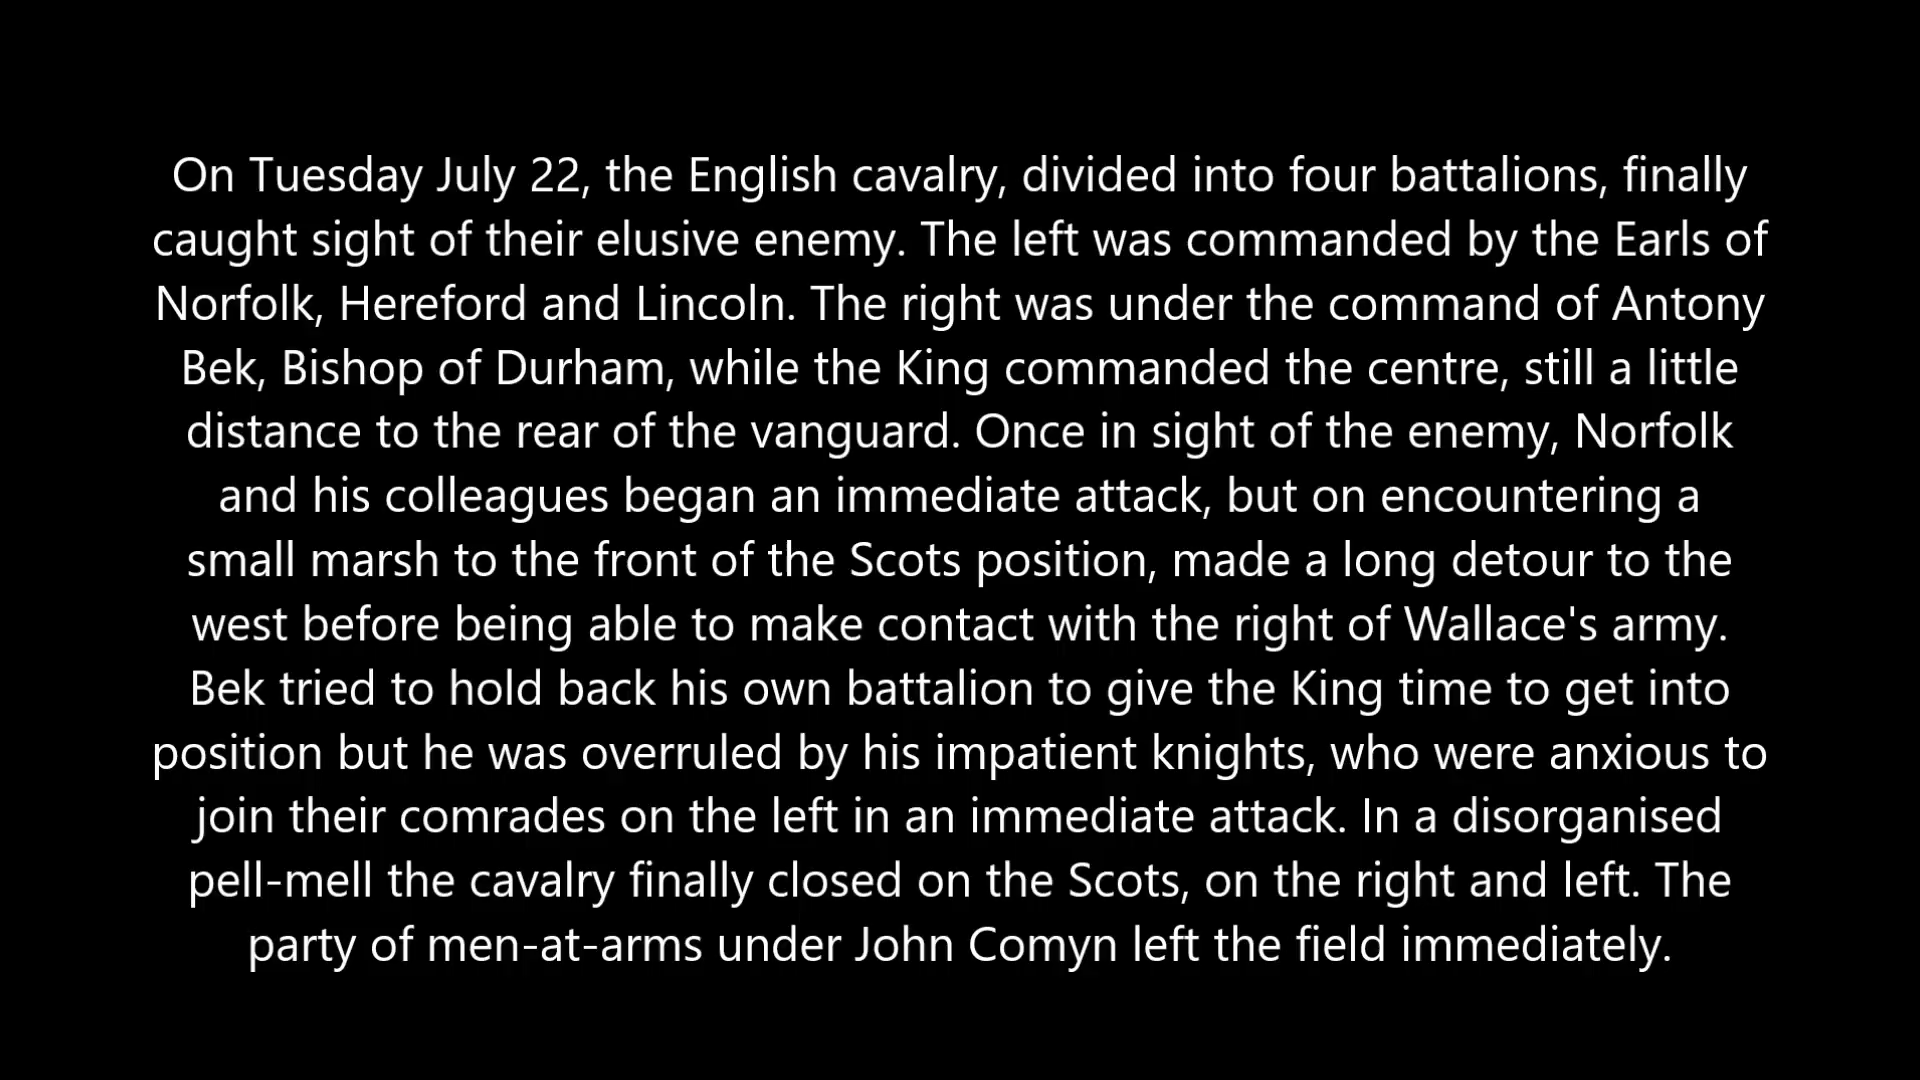 On Tuesday July 22, the English cavalry, divided into four battalions, finally
caught sight of their elusive enemy. The left was commanded by the Earls of
Norfolk, Hereford and Lincoln. The right was under the command of Antony
Bek, Bishop of Durham, while the King commanded the centre, still a little
distance to the rear of the vanguard. Once in sight of the enemy, Norfolk
and his colleagues began an immediate attack, but on encountering a
small marsh to the front of the Scots position, made a long detour to the
west before being able to make contact with the right of Wallace's army.
Bek tried to hold back his own battalion to give the King time to get into
position but he was overruled by his impatient knights, who were anxious to
join their comrades on the left in an immediate attack. In a disorganised
pell-mell the cavalry finally closed on the Scots, on the right and left. The
party of men-at-arms under John Comyn left the field immediately.